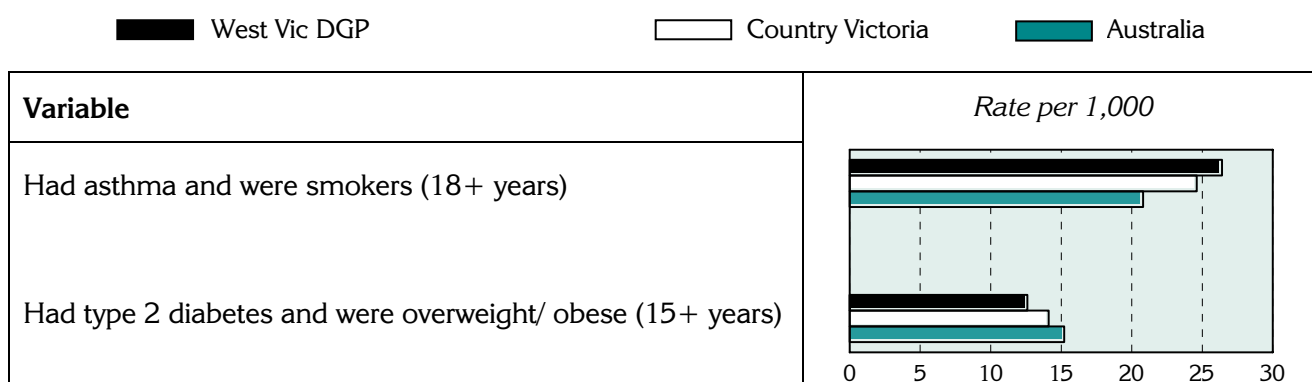 West Vic DGP Country Victoria Australia
Variable Rate per 1,000
Had asthma and were smokers (18+ years)
Had type 2 diabetes and were overweight/ obese (15+ years)
0 5 10 15 20 25 30